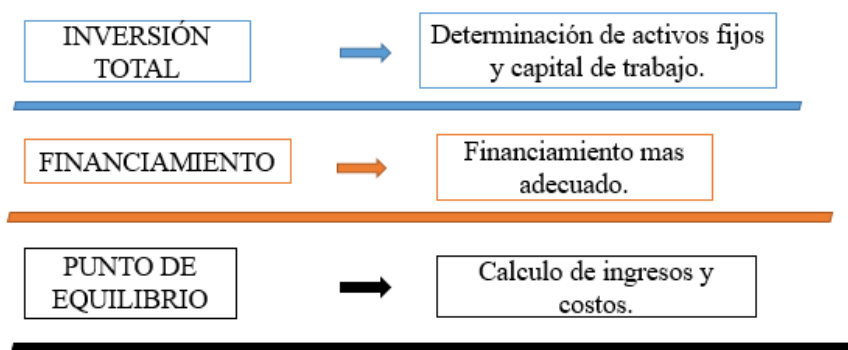 INVERSIÓN
TOTAL
Determinación de activos fijos
y capital de trabajo.
FINANCIAMIENTO
Financiamiento mas
adecuado.
PUNTO DE
EQUILIBRIO
Calculo de ingresos y
costos.